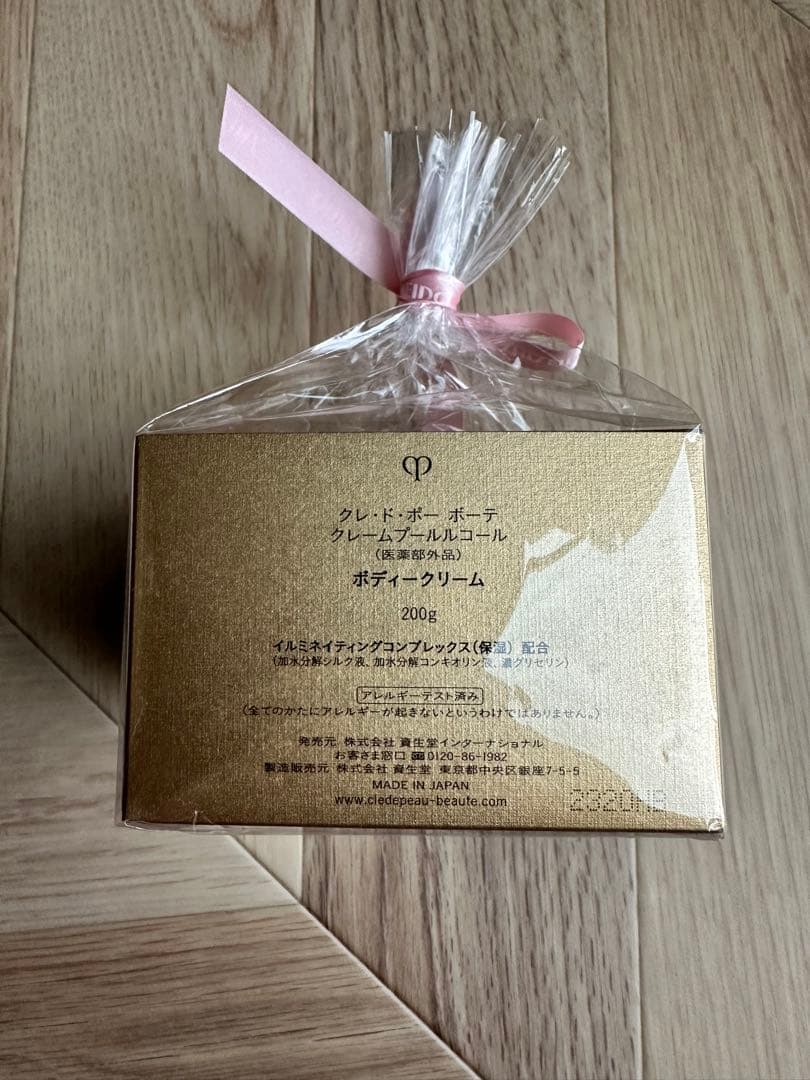 クレ・ド・ポー ボーテ
クレームプールルコール
（医薬部外品）
ボディークリーム
200g
イルミネイティングコンプレックス（保湿）配合
（加水分解シルク液、加水分解コンキオリン液、濃グリセリン）
アレルギーテスト済み
（全てのかたにアレルギーが起きないというわけではありません。）
発売元 株式会社 資生堂インターナショナル
お客さま窓口 0120-86-1982
製造販売元 株式会社 資生堂 東京都中央区銀座7-5-5
MADE IN JAPAN
www.cledepeau-beaute.com